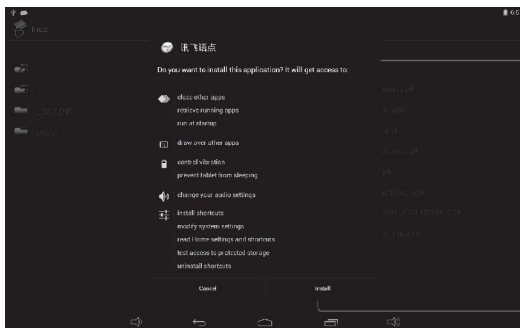 讯飞语点
Do you want to install this application? It will get access to:
close other apps
retrieve running apps
run at startup
draw over other apps
control vibration
prevent tablet from sleeping
change your audio settings
install shortcuts
modify system settings
read Home settings and shortcuts
test access to protected storage
uninstall shortcuts
Cancel
Install